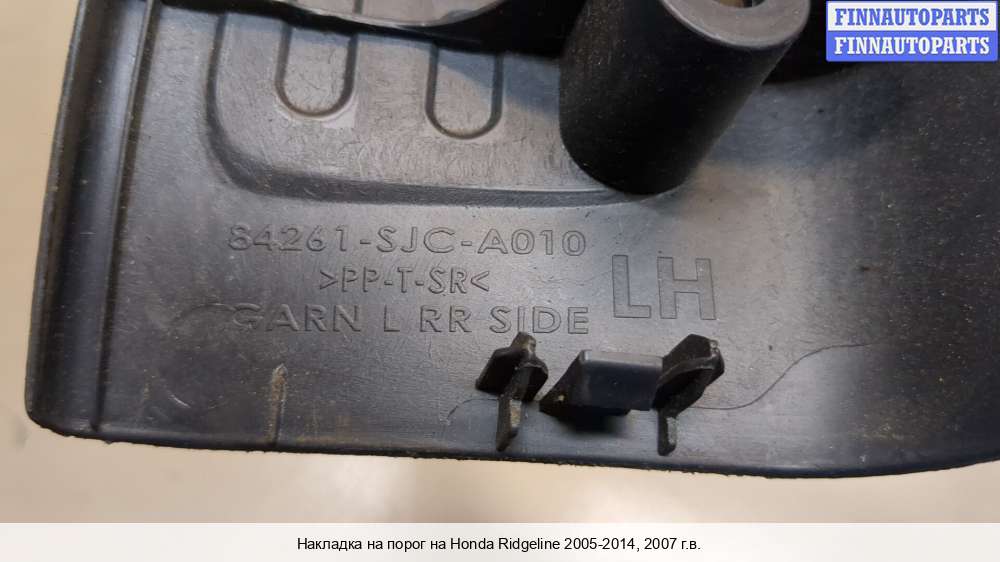 FINNAUTOPARTS
FINNAUTOPARTS
84261-SJC-A010
>PP-T-SR<
LH
GARN L RR SIDE
Накладка на порог на Honda Ridgeline 2005-2014, 2007 г.в.